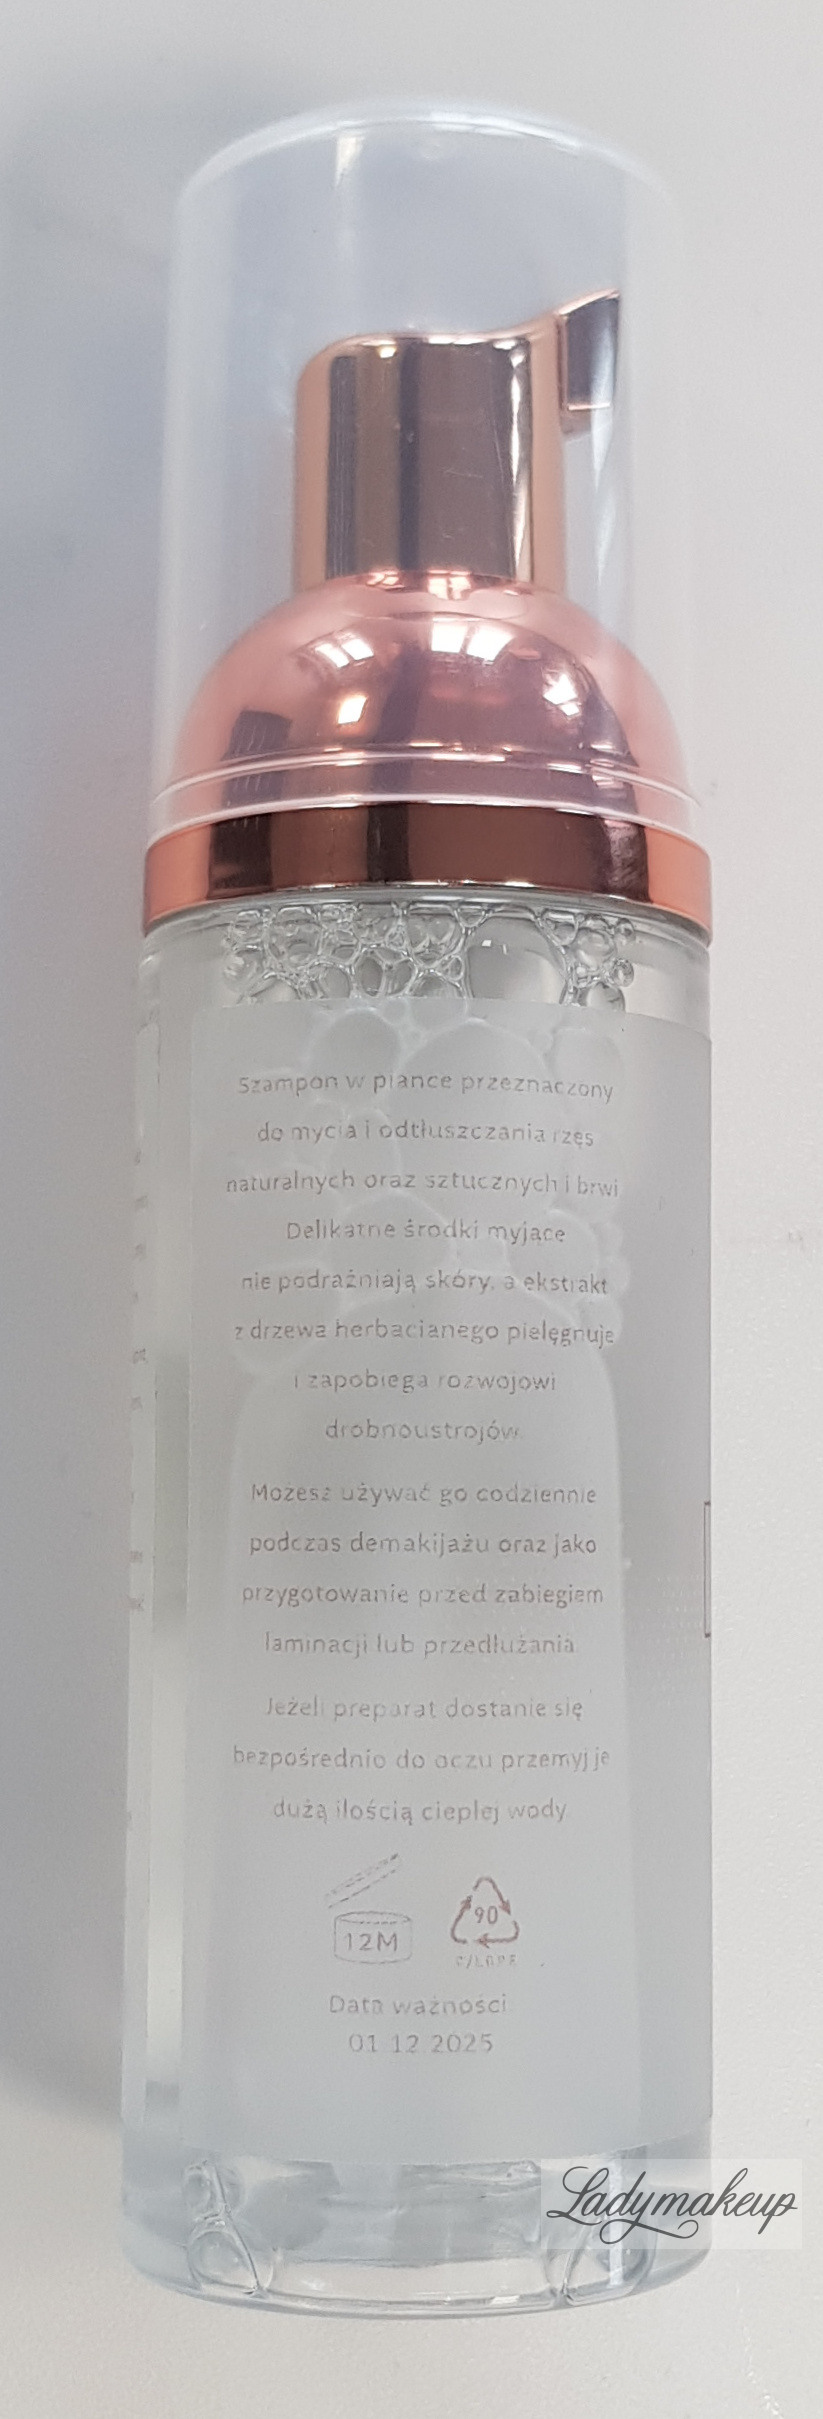 Szampon w piance przeznaczony
do mycia i odtłuszczania rzęs
naturalnych oraz sztucznych i brwi
Delikatne środki myjące
nie podrażniają skóry, a ekstrakt
z drzewa herbacianego pielęgnuje
i zapobiega rozwojowi
drobnoustrojów
Możesz używać go codziennie
podczas demakijażu oraz jako
przygotowanie przed zabiegiem
laminacji lub przedłużania
Jeżeli preparat dostanie się
bezpośrednio do oczu przemyj je
dużą ilością ciepłej wody
12M 90
C/LDPE
Data ważności
01 12 2025
Ladymakeup